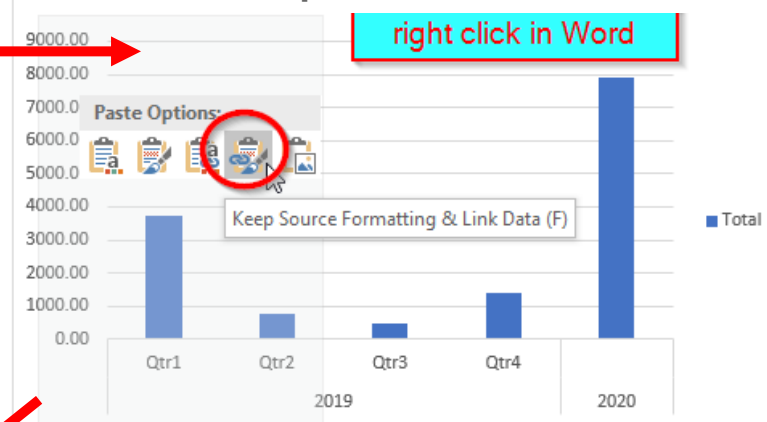 right click in Word
9000.00
8000.00
7000.0
Paste Options:
6000.0
5000.0
4000.00
Keep Source Formatting & Link Data (F)
3000.00
2000.00
1000.00
0.00
Total
Qtr1 Qtr2 Qtr3 Qtr4
2019 2020